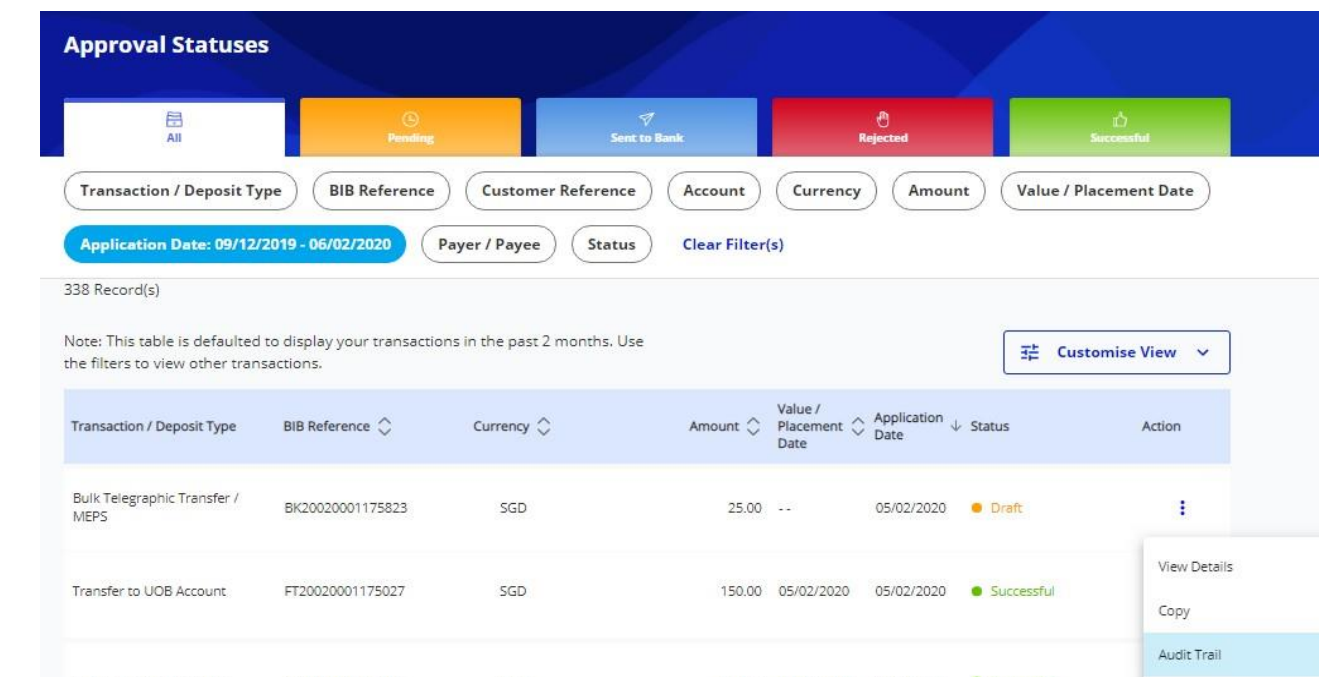 Approval Statuses
All
Pending
Sent to Bank
Rejected
Successful
Transaction / Deposit Type
BIB Reference
Customer Reference
Account
Currency
Amount
Value / Placement Date
Application Date: 09/12/2019 - 06/02/2020
Payer / Payee
Status
Clear Filter(s)
338 Record(s)
Note: This table is defaulted to display your transactions in the past 2 months. Use
the filters to view other transactions.
Customise View
Transaction / Deposit Type
BIB Reference
Currency
Amount
Value /
Placement
Date
Application
Date
Status
Action
Bulk Telegraphic Transfer /
MEPS
BK20020001175823
SGD
25.00
--
05/02/2020
Draft
View Details
Transfer to UOB Account
FT20020001175027
SGD
150.00
05/02/2020
05/02/2020
Successful
Copy
Audit Trail